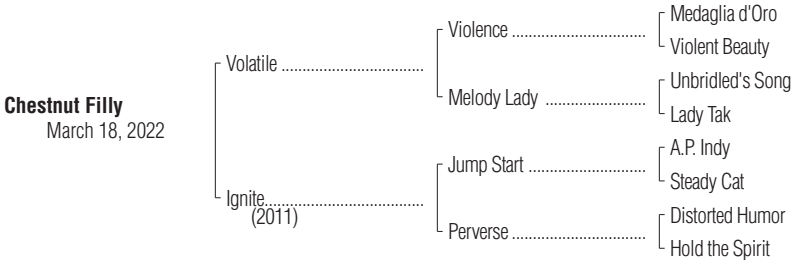 Chestnut Filly
March 18, 2022
Volatile ..................................
Ignite......................................
(2011)
Violence ................................
Melody Lady ........................
Jump Start ............................
Perverse ................................
Medaglia d'Oro
Violent Beauty
Unbridled's Song
Lady Tak
A.P. Indy
Steady Cat
Distorted Humor
Hold the Spirit